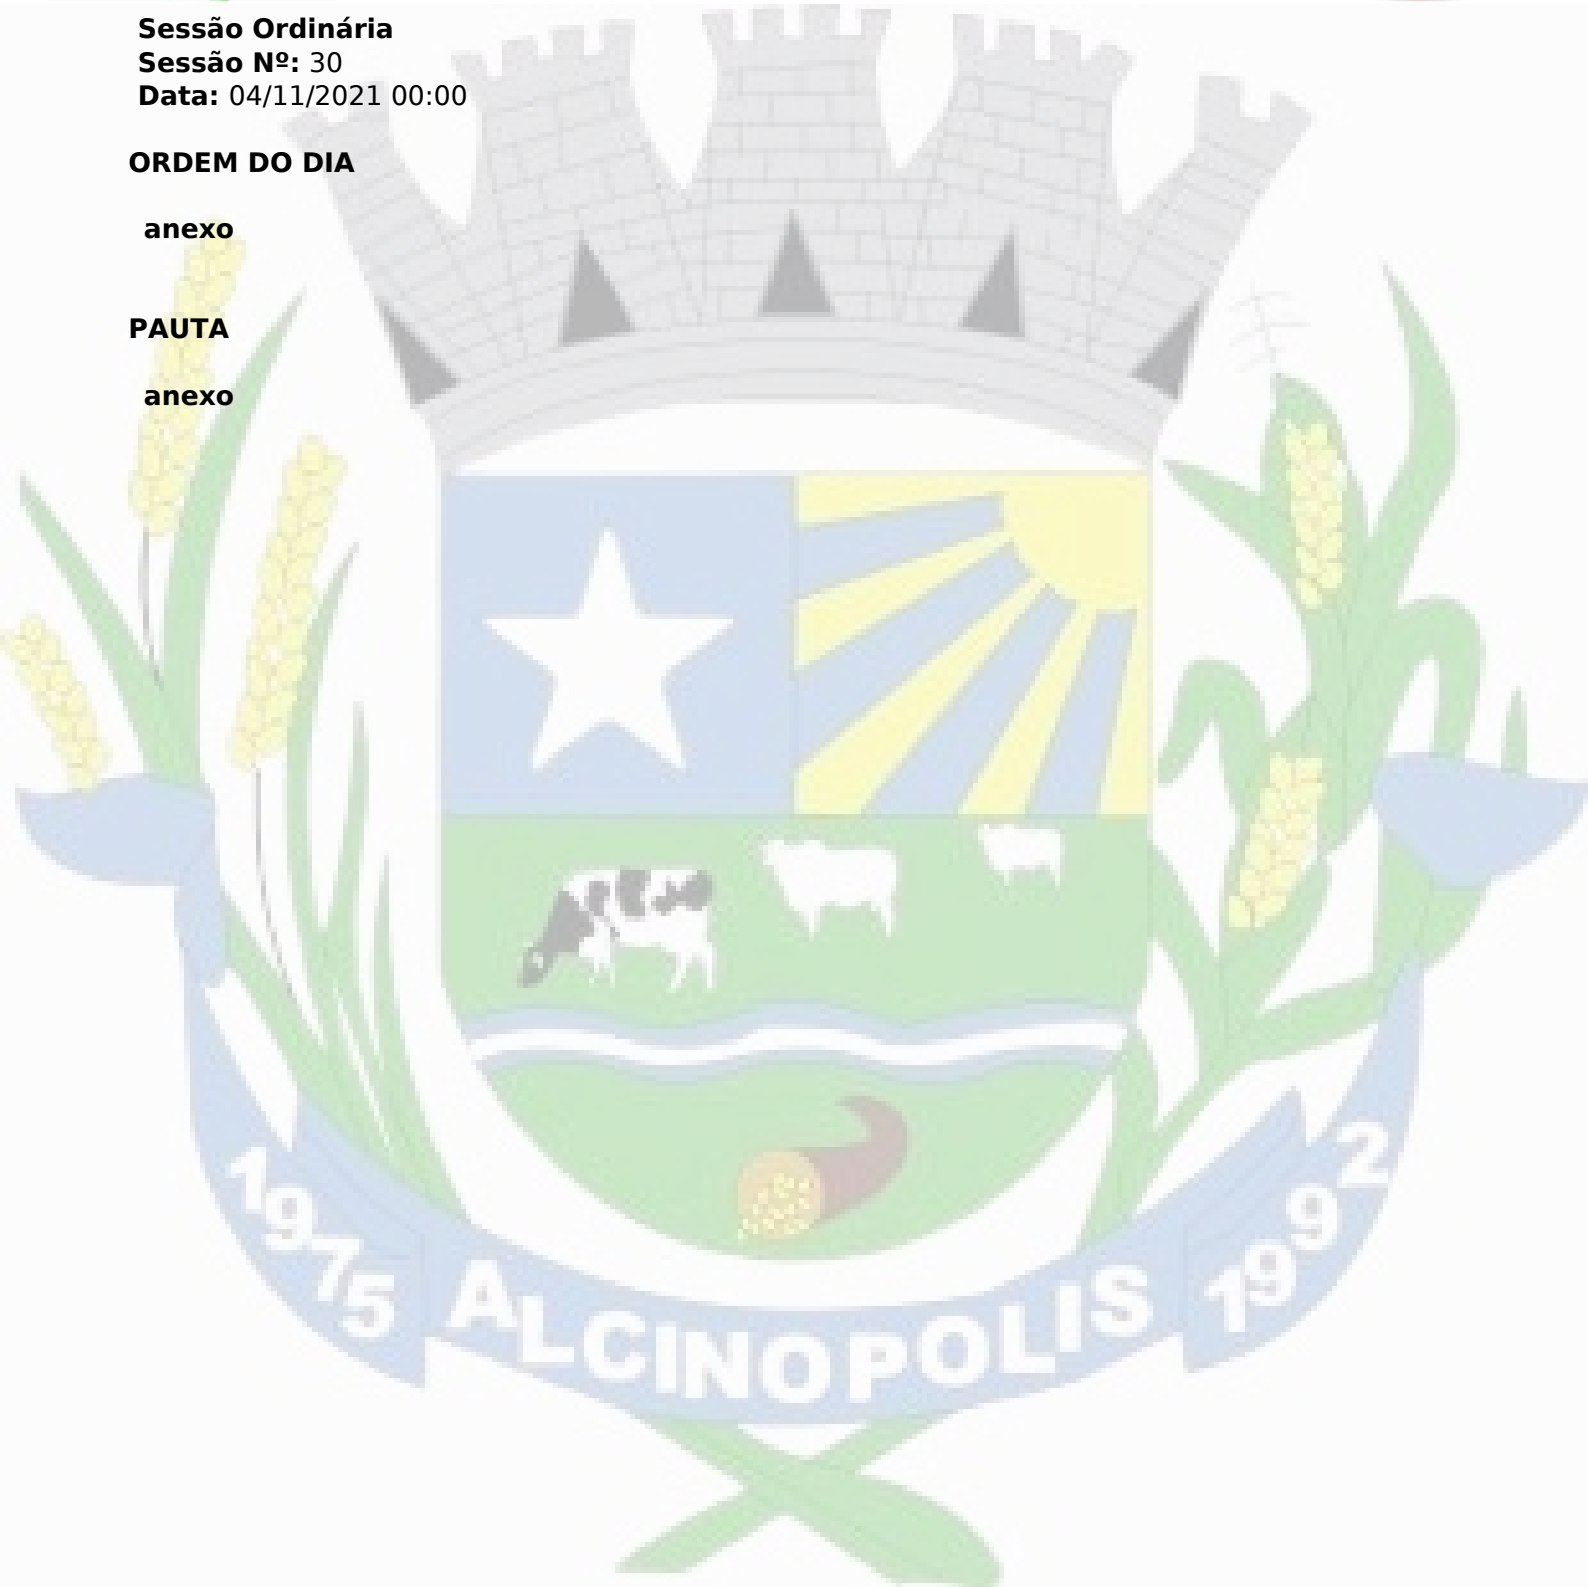 Sessão Ordinária
Sessão Nº: 30
Data: 04/11/2021 00:00
ORDEM DO DIA
anexo
PAUTA
anexo
1975
ALCINOPOLIS
1992